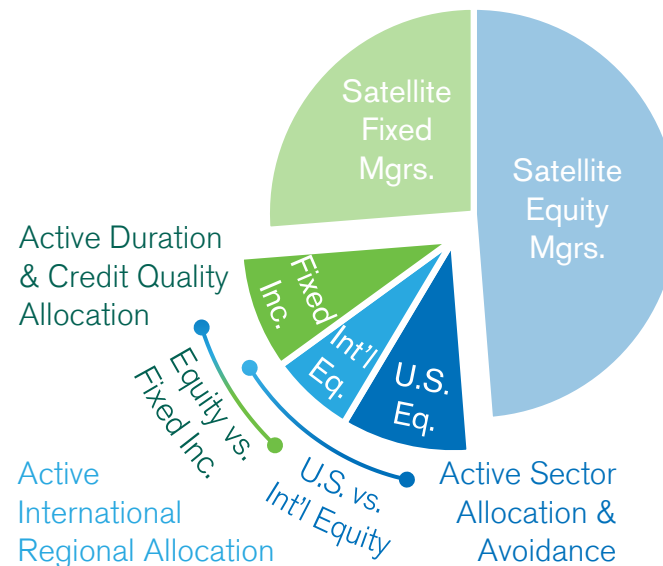 Satellite
Fixed
Mgrs.
Satellite
Equity
Mgrs.
Active Duration
& Credit Quality
Allocation
Fixed
Inc.
Int'l
Eq.
U.S.
Eq.
Equity vs.
Fixed Inc.
U.S. vs.
Int'l Equity
Active
International
Regional Allocation
Active Sector
Allocation &
Avoidance